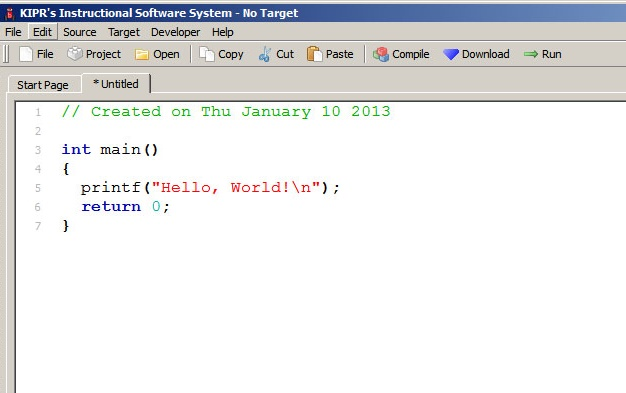 KIPR's Instructional Software System - No Target
File Edit Source Target Developer Help
File Project Open Copy Cut Paste Compile Download Run
Start Page * Untitled
1 // Created on Thu January 10 2013
2
3 int main()
4 {
5 printf("Hello, World!\n");
6 return 0;
7 }